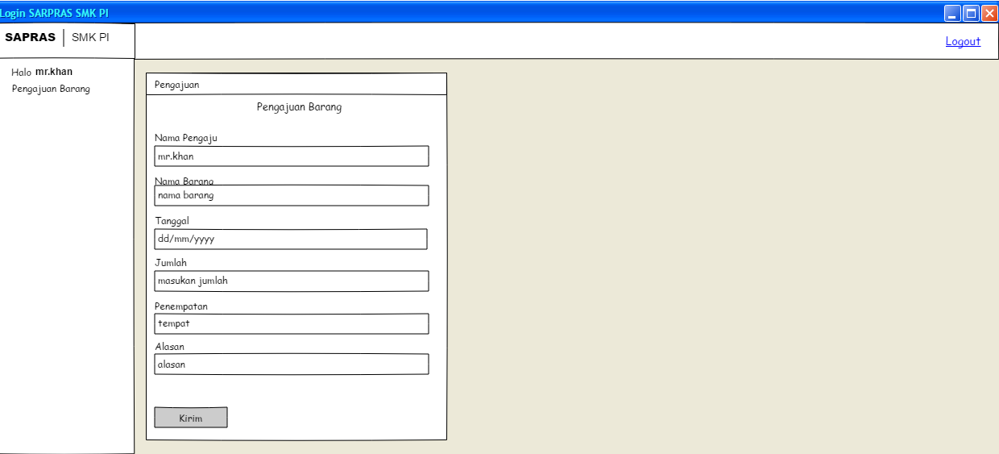 Login SARPRAS SMK PI
SAPRAS | SMK PI
Logout
Halo mr.khan
Pengajuan Barang
Pengajuan
Pengajuan Barang
Nama Pengaju
mr.khan
Nama Barang
nama barang
Tanggal
dd/mm/yyyy
Jumlah
masukan jumlah
Penempatan
tempat
Alasan
alasan
Kirim